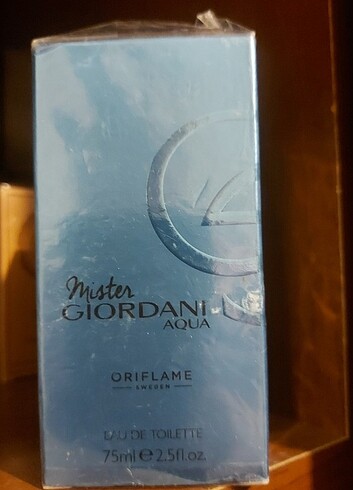 Mister
GIORDANI
AQUA
ORIFLAME
SWEDEN
EAU DE TOILETTE
75ml ℮ 2.5fl.oz.